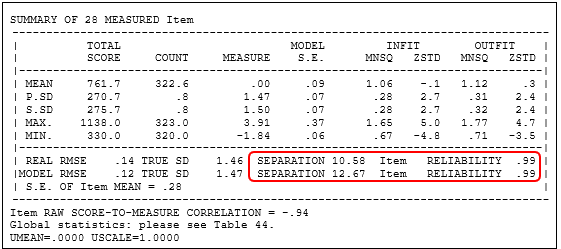 SUMMARY OF 28 MEASURED Item
TOTAL MODEL INFIT OUTFIT
SCORE COUNT MEASURE S.E. MNSQ ZSTD MNSQ ZSTD
MEAN 761.7 322.6 .00 .09 1.06 -.1 1.12 .3
P.SD 270.7 .8 1.47 .07 .28 2.7 .31 2.4
S.SD 275.7 .8 1.50 .07 .28 2.7 .32 2.4
MAX. 1138.0 323.0 3.91 .37 1.65 5.0 1.77 4.7
MIN. 330.0 320.0 -1.84 .06 .67 -4.8 .71 -3.5
REAL RMSE .14 TRUE SD 1.46 SEPARATION 10.58 Item RELIABILITY .99
MODEL RMSE .12 TRUE SD 1.47 SEPARATION 12.67 Item RELIABILITY .99
S.E. OF Item MEAN = .28
Item RAW SCORE-TO-MEASURE CORRELATION = -.94
Global statistics: please see Table 44.
UMEAN=.0000 USCALE=1.0000